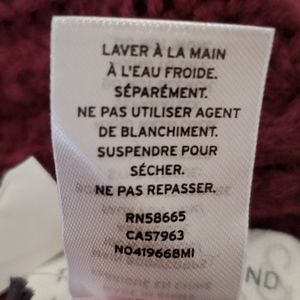 LAVER À LA MAIN
À L'EAU FROIDE.
SÉPARÉMENT.
NE PAS UTILISER AGENT
DE BLANCHIMENT.
SUSPENDRE POUR
SÉCHER.
NE PAS REPASSER.
RN58665
CA57963
NO419668MI
ND